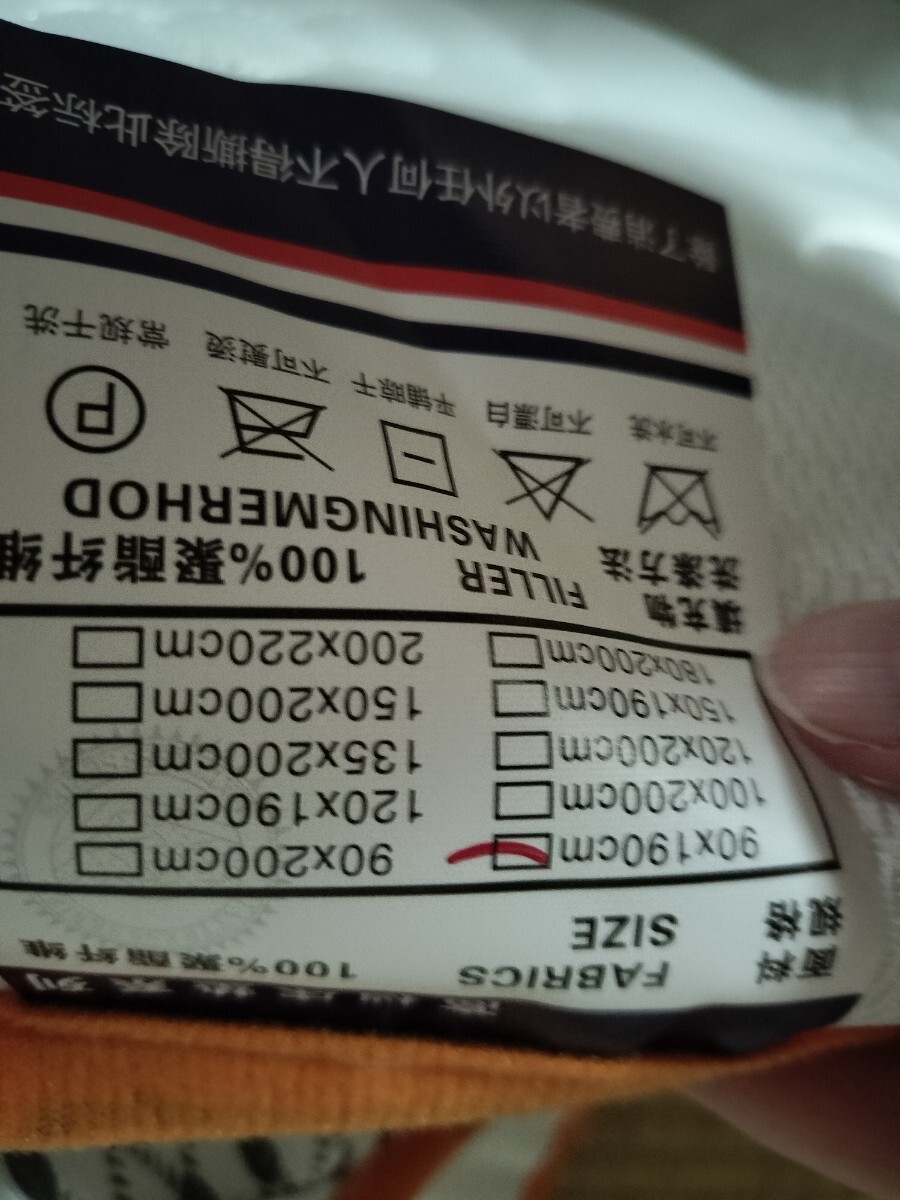 面料 FABRICS 100%聚酯纤维
规格 SIZE
90x190cm 90x200cm
100x200cm 120x190cm
120x200cm 135x200cm
150x190cm 150x200cm
180x200cm 200x220cm
填充物 FILLER 100%聚酯纤维
洗涤方法 WASHINGMERHOD
P
不可水洗 不可漂白 平铺晾干 不可熨烫 常规干洗
除了消费者以外任何人不得撕除此标签